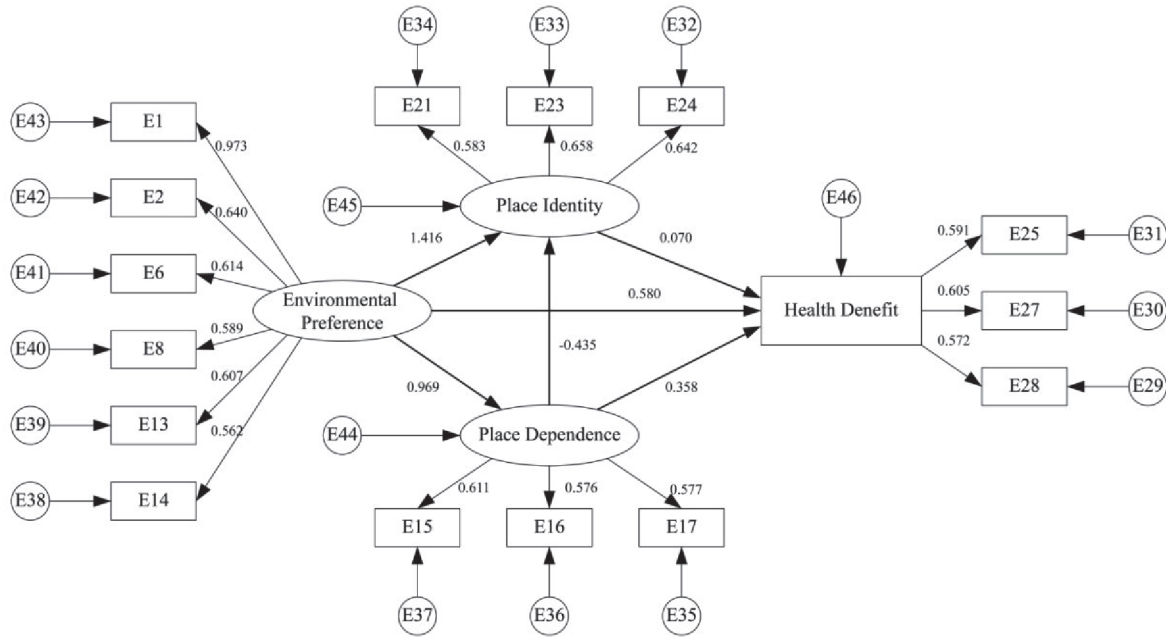 E34
E33
E32
E21
E23
E24
E43
E1
0.973
0.583
0.658
0.642
E42
E2
0.640
E45
Place Identity
E46
E41
E6
0.614
1.416
0.070
0.591
E25
E31
Environmental
Preference
0.580
Health Denefit
0.605
E27
E30
E40
E8
0.589
-0.435
0.572
E28
E29
0.969
0.358
E39
E13
0.607
E44
Place Dependence
0.562
E38
E14
0.611
0.576
0.577
E15
E16
E17
E37
E36
E35